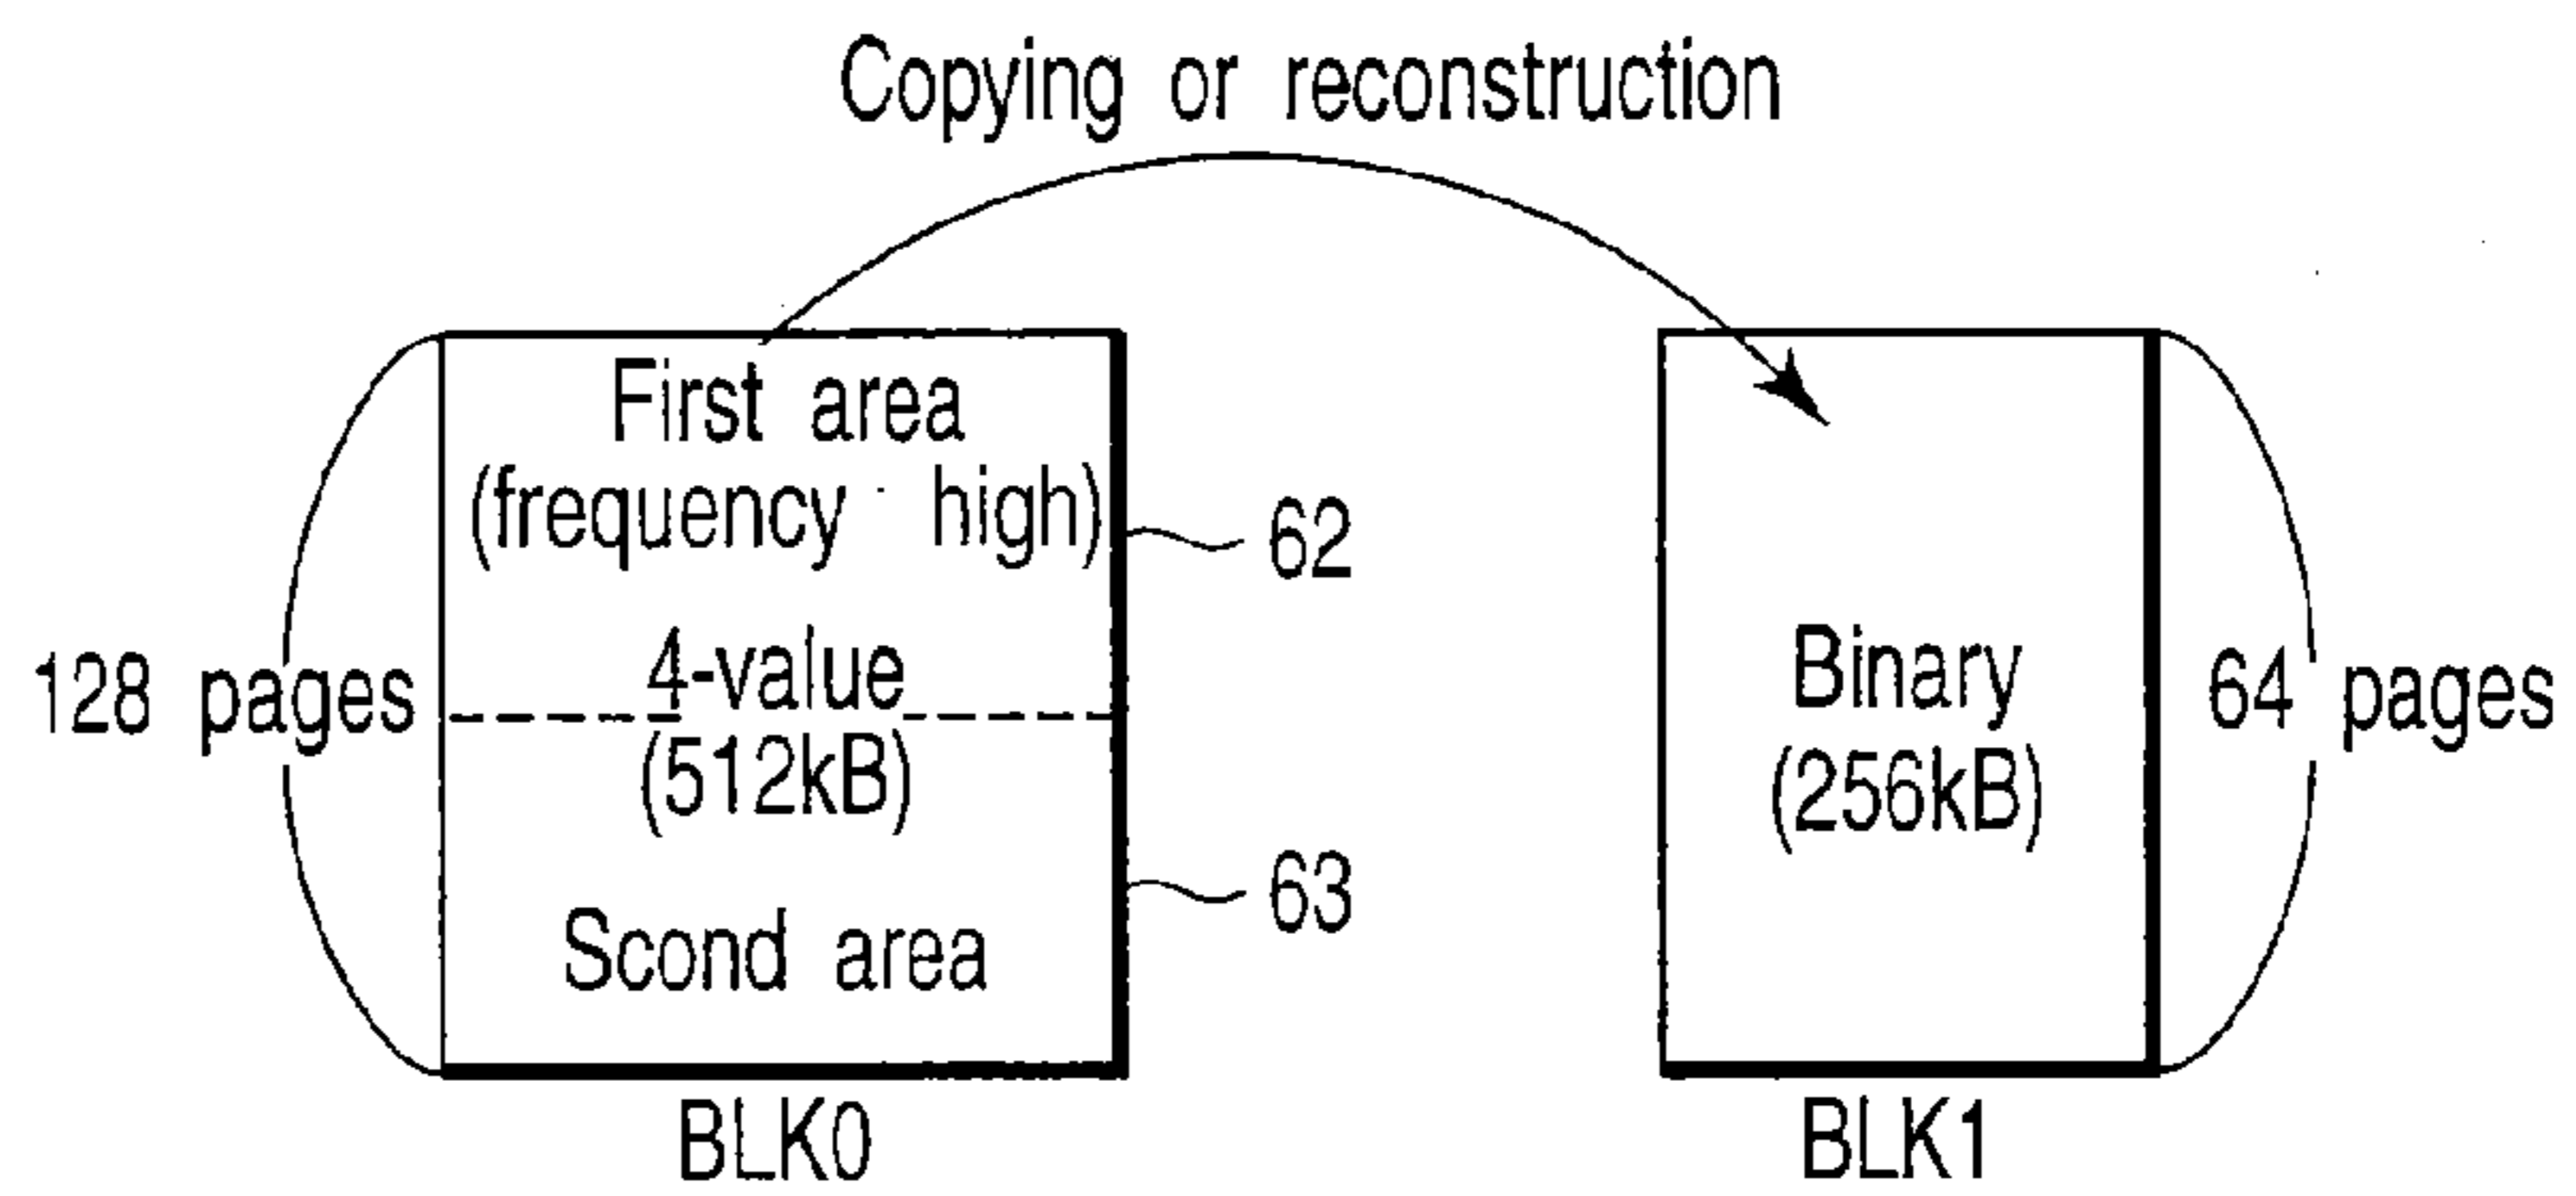 Copying or reconstruction
First area
(frequency high)
62
4-value
128 pages
(512kB)
63
Scond area
BLK0
Binary
(256kB)
64 pages
BLK1